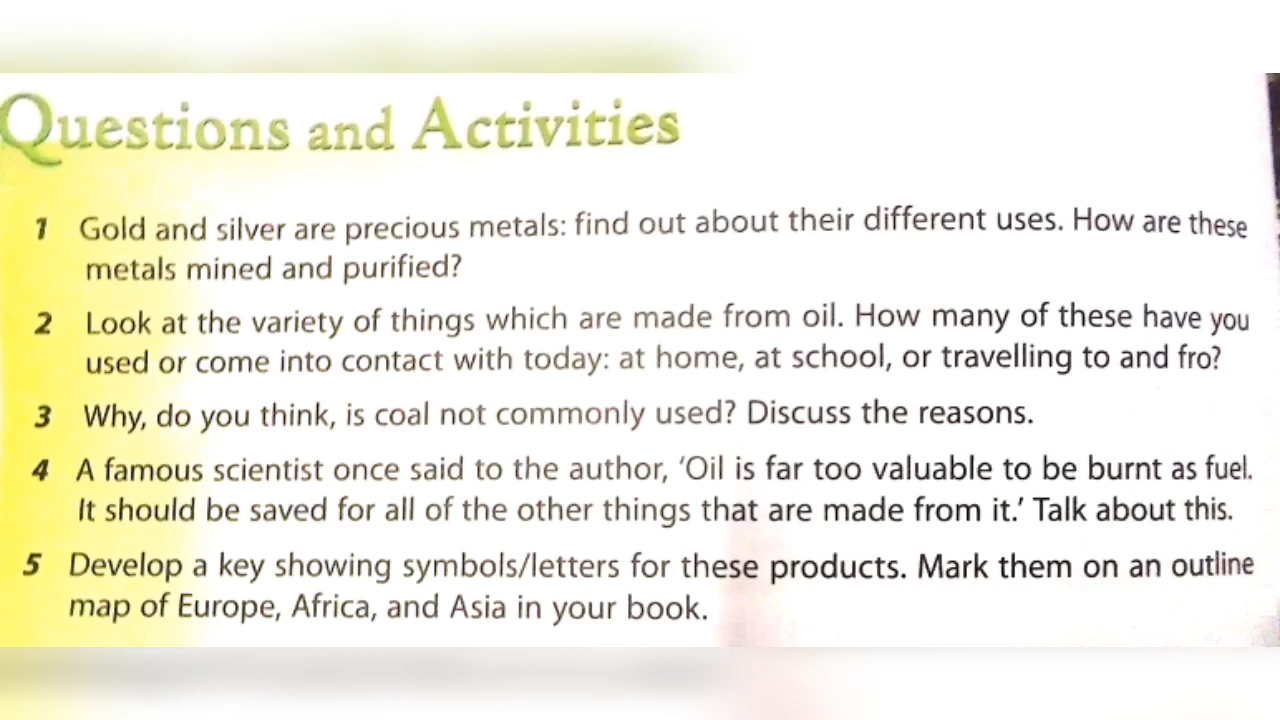 Questions and Activities
1 Gold and silver are precious metals: find out about their different uses. How are these
metals mined and purified?
2 Look at the variety of things which are made from oil. How many of these have you
used or come into contact with today: at home, at school, or travelling to and fro?
3 Why, do you think, is coal not commonly used? Discuss the reasons.
4 A famous scientist once said to the author, ‘Oil is far too valuable to be burnt as fuel.
It should be saved for all of the other things that are made from it.’ Talk about this.
5 Develop a key showing symbols/letters for these products. Mark them on an outline
map of Europe, Africa, and Asia in your book.